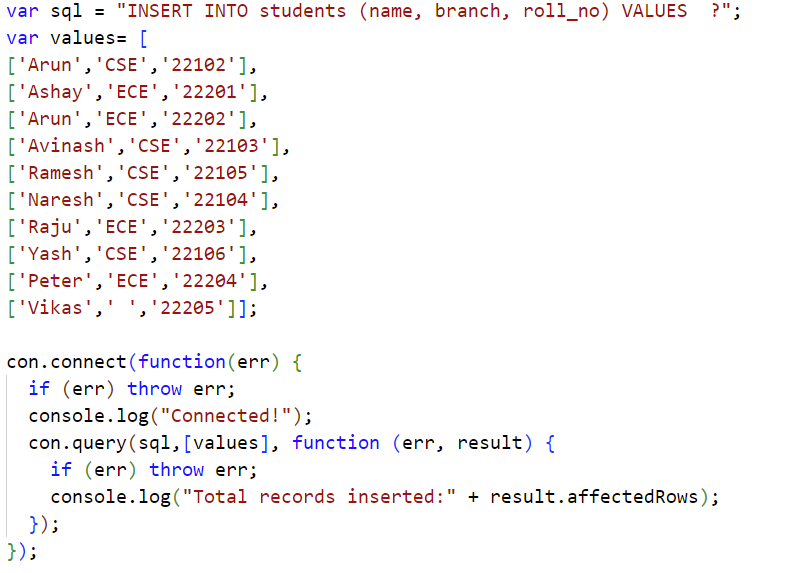 var sql = "INSERT INTO students (name, branch, roll_no) VALUES  ?";
var values= [
['Arun','CSE','22102'],
['Ashay','ECE','22201'],
['Arun','ECE','22202'],
['Avinash','CSE','22103'],
['Ramesh','CSE','22105'],
['Naresh','CSE','22104'],
['Raju','ECE','22203'],
['Yash','CSE','22106'],
['Peter','ECE','22204'],
['Vikas',' ','22205']];

con.connect(function(err) {
  if (err) throw err;
  console.log("Connected!");
  con.query(sql,[values], function (err, result) {
    if (err) throw err;
    console.log("Total records inserted:" + result.affectedRows);
  });
});